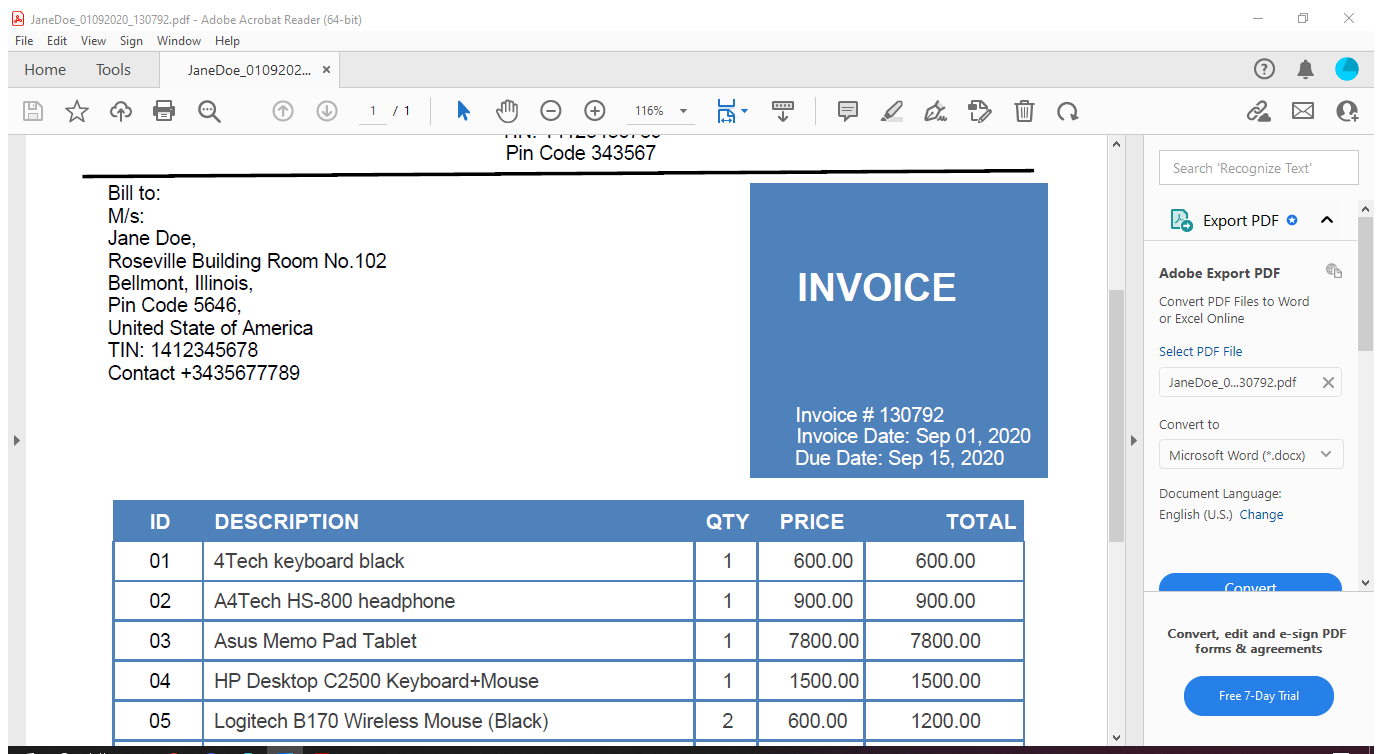 JaneDoe_01092020_130792.pdf - Adobe Acrobat Reader (64-bit)
File Edit View Sign Window Help
Home Tools JaneDoe_0109202... ×
1 / 1 116%
Pin Code 343567
Bill to:
M/s:
Jane Doe,
Roseville Building Room No.102
Bellmont, Illinois,
Pin Code 5646,
United State of America
TIN: 1412345678
Contact +3435677789
INVOICE
Invoice # 130792
Invoice Date: Sep 01, 2020
Due Date: Sep 15, 2020
ID DESCRIPTION QTY PRICE TOTAL
01 4Tech keyboard black 1 600.00 600.00
02 A4Tech HS-800 headphone 1 900.00 900.00
03 Asus Memo Pad Tablet 1 7800.00 7800.00
04 HP Desktop C2500 Keyboard+Mouse 1 1500.00 1500.00
05 Logitech B170 Wireless Mouse (Black) 2 600.00 1200.00
Search 'Recognize Text'
Export PDF
Adobe Export PDF
Convert PDF Files to Word
or Excel Online
Select PDF File
JaneDoe_0...30792.pdf
Convert to
Microsoft Word (*.docx)
Document Language:
English (U.S.) Change
Convert
Convert, edit and e-sign PDF
forms & agreements
Free 7-Day Trial